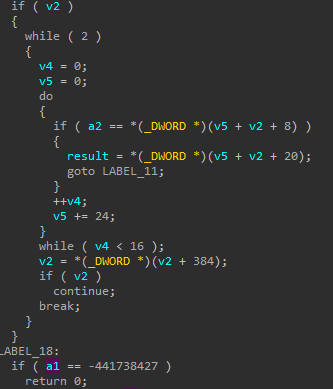 if ( v2 )
{
while ( 2 )
{
v4 = 0;
v5 = 0;
do
{
if ( a2 == *(_DWORD *)(v5 + v2 + 8) )
{
result = *(_DWORD *)(v5 + v2 + 20);
goto LABEL_11;
}
++v4;
v5 += 24;
}
while ( v4 < 16 );
v2 = *(_DWORD *)(v2 + 384);
if ( v2 )
continue;
break;
}
}
LABEL_18:
if ( a1 == -441738427 )
return 0;